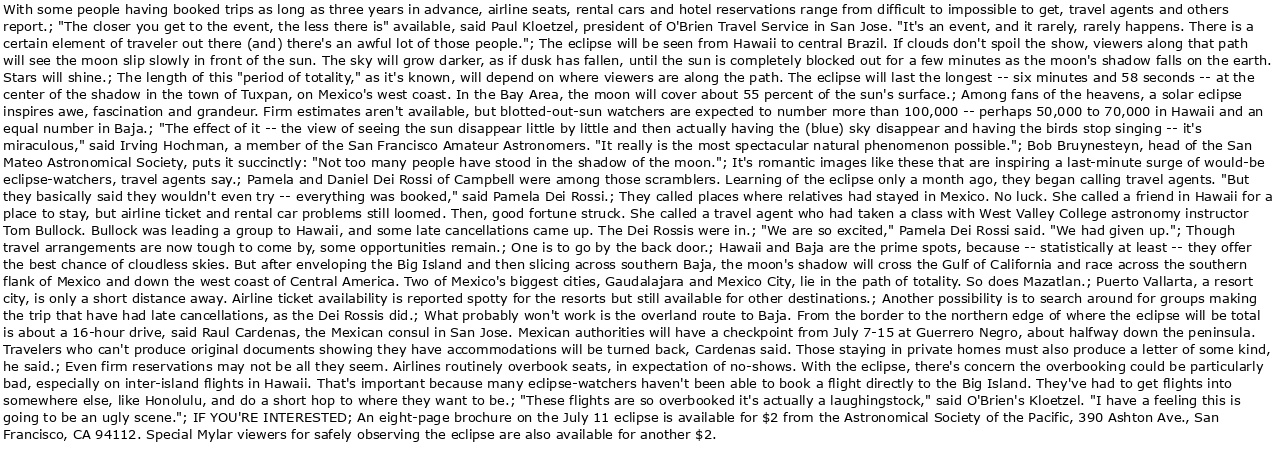 With some people having booked trips as long as three years in advance, airline seats, rental cars and hotel reservations range from difficult to impossible to get, travel agents and others
report.; "The closer you get to the event, the less there is" available, said Paul Kloetzel, president of O'Brien Travel Service in San Jose. "It's an event, and it rarely, rarely happens. There is a
certain element of traveler out there (and) there's an awful lot of those people."; The eclipse will be seen from Hawaii to central Brazil. If clouds don't spoil the show, viewers along that path
will see the moon slip slowly in front of the sun. The sky will grow darker, as if dusk has fallen, until the sun is completely blocked out for a few minutes as the moon's shadow falls on the earth.
Stars will shine.; The length of this "period of totality," as it's known, will depend on where viewers are along the path. The eclipse will last the longest -- six minutes and 58 seconds -- at the
center of the shadow in the town of Tuxpan, on Mexico's west coast. In the Bay Area, the moon will cover about 55 percent of the sun's surface.; Among fans of the heavens, a solar eclipse
inspires awe, fascination and grandeur. Firm estimates aren't available, but blotted-out-sun watchers are expected to number more than 100,000 -- perhaps 50,000 to 70,000 in Hawaii and an
equal number in Baja.; "The effect of it -- the view of seeing the sun disappear little by little and then actually having the (blue) sky disappear and having the birds stop singing -- it's
miraculous," said Irving Hochman, a member of the San Francisco Amateur Astronomers. "It really is the most spectacular natural phenomenon possible."; Bob Bruynesteyn, head of the San
Mateo Astronomical Society, puts it succinctly: "Not too many people have stood in the shadow of the moon."; It's romantic images like these that are inspiring a last-minute surge of would-be
eclipse-watchers, travel agents say.; Pamela and Daniel Dei Rossi of Campbell were among those scramblers. Learning of the eclipse only a month ago, they began calling travel agents. "But
they basically said they wouldn't even try -- everything was booked," said Pamela Dei Rossi.; They called places where relatives had stayed in Mexico. No luck. She called a friend in Hawaii for a
place to stay, but airline ticket and rental car problems still loomed. Then, good fortune struck. She called a travel agent who had taken a class with West Valley College astronomy instructor
Tom Bullock. Bullock was leading a group to Hawaii, and some late cancellations came up. The Dei Rossis were in.; "We are so excited," Pamela Dei Rossi said. "We had given up."; Though
travel arrangements are now tough to come by, some opportunities remain.; One is to go by the back door.; Hawaii and Baja are the prime spots, because -- statistically at least -- they offer
the best chance of cloudless skies. But after enveloping the Big Island and then slicing across southern Baja, the moon's shadow will cross the Gulf of California and race across the southern
flank of Mexico and down the west coast of Central America. Two of Mexico's biggest cities, Gaudalajara and Mexico City, lie in the path of totality. So does Mazatlan.; Puerto Vallarta, a resort
city, is only a short distance away. Airline ticket availability is reported spotty for the resorts but still available for other destinations.; Another possibility is to search around for groups making
the trip that have had late cancellations, as the Dei Rossis did.; What probably won't work is the overland route to Baja. From the border to the northern edge of where the eclipse will be total
is about a 16-hour drive, said Raul Cardenas, the Mexican consul in San Jose. Mexican authorities will have a checkpoint from July 7-15 at Guerrero Negro, about halfway down the peninsula.
Travelers who can't produce original documents showing they have accommodations will be turned back, Cardenas said. Those staying in private homes must also produce a letter of some kind,
he said.; Even firm reservations may not be all they seem. Airlines routinely overbook seats, in expectation of no-shows. With the eclipse, there's concern the overbooking could be particularly
bad, especially on inter-island flights in Hawaii. That's important because many eclipse-watchers haven't been able to book a flight directly to the Big Island. They've had to get flights into
somewhere else, like Honolulu, and do a short hop to where they want to be.; "These flights are so overbooked it's actually a laughingstock," said O'Brien's Kloetzel. "I have a feeling this is
going to be an ugly scene."; IF YOU'RE INTERESTED; An eight-page brochure on the July 11 eclipse is available for $2 from the Astronomical Society of the Pacific, 390 Ashton Ave., San
Francisco, CA 94112. Special Mylar viewers for safely observing the eclipse are also available for another $2.